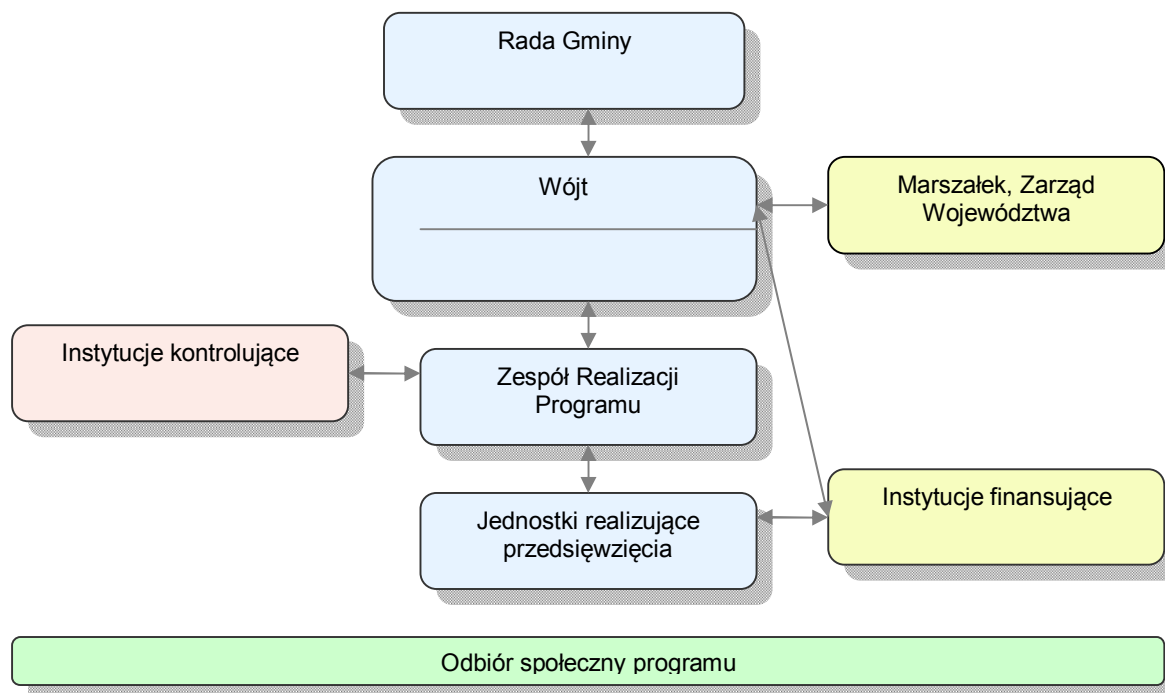 Rada Gminy
Wójt
Marszałek, Zarząd
Województwa
Instytucje kontrolujące
Zespół Realizacji
Programu
Jednostki realizujące
przedsięwzięcia
Instytucje finansujące
Odbiór społeczny programu